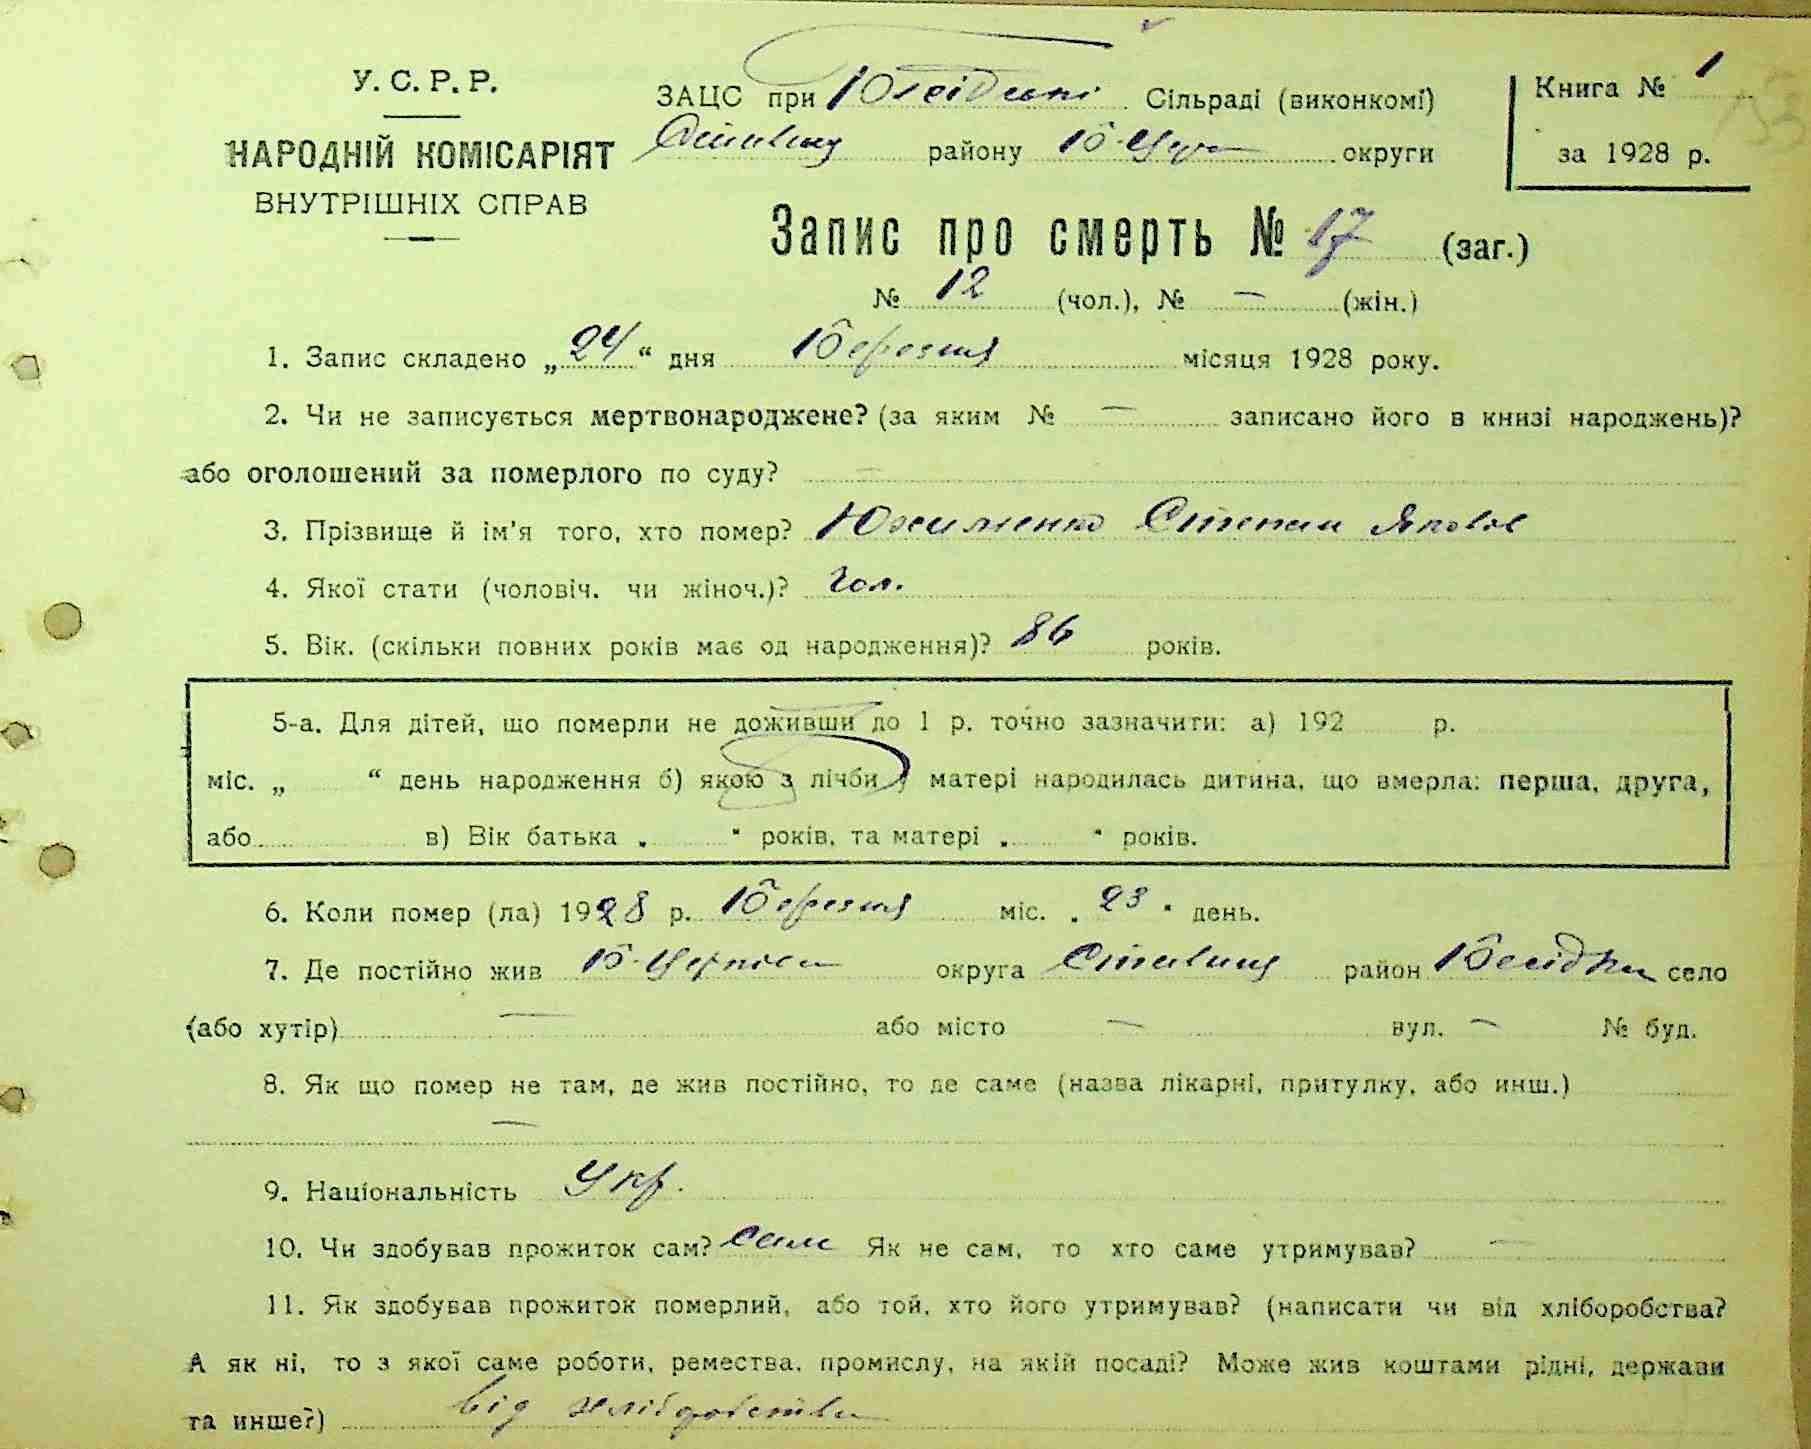 У.С.Р.Р.
НАРОДНІЙ КОМІСАРІЯТ
ВНУТРІШНІХ СПРАВ
ЗАЦС при Сільраді (виконкомі)
району Б-Церк округи
Книга № 1
за 1928 р.
Запис про смерть № 17 (заг.)
№ 12 (чол.), № — (жін.)
1. Запис складено „24“ дня Березня місяця 1928 року.
2. Чи не записується мертвонароджене? (за яким № — записано його в книзі народжень)?
або оголошений за померлого по суду? —
3. Прізвище й ім'я того, хто помер? Степан Яковл
4. Якої стати (чоловіч. чи жіноч.)? Чол.
5. Вік. (скільки повних років має од народження)? 86 років.
5-а. Для дітей, що померли не доживши до 1 р. точно зазначити: а) 192 р.
міс. „ “ день народження б) якою з лічби у матері народилась дитина, що вмерла: перша, друга,
або в) Вік батька „ “ років, та матері „ “ років.
6. Коли помер (ла) 1928 р. Березня міс. „23“ день.
7. Де постійно жив Б-Церківськ округа Ставищ район Бесідки село
(або хутір) — або місто — вул. — № буд.
8. Як що помер не там, де жив постійно, то де саме (назва лікарні, притулку, або инш.)
—
9. Національність Укр.
10. Чи здобував прожиток сам? сам Як не сам, то хто саме утримував? —
11. Як здобував прожиток померлий, або той, хто його утримував? (написати чи від хліборобства?
А як ні, то з якої саме роботи, ремества, промислу, на якій посаді? Може жив коштами рідні, держави
та инше?) від хліборобства